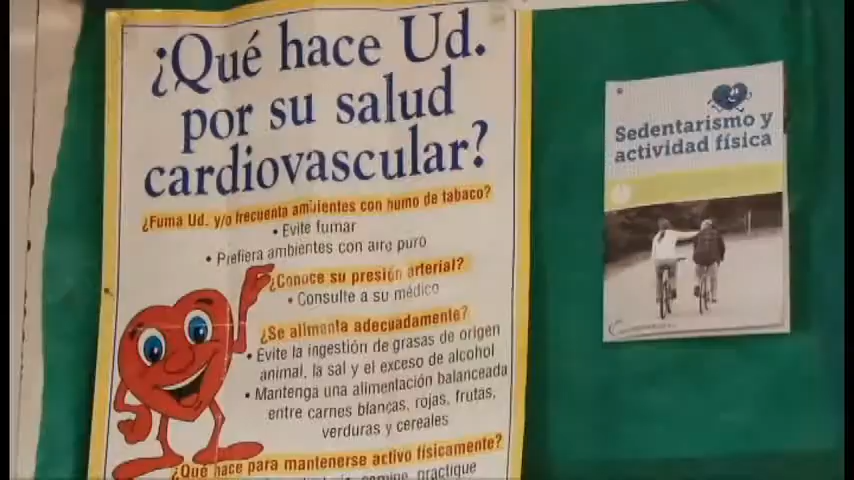 ¿Qué hace Ud.
por su salud
cardiovascular?
¿Fuma Ud. y/o frecuenta ambientes con humo de tabaco?
• Evite fumar
• Prefiera ambientes con aire puro
¿Conoce su presión arterial?
• Consulte a su médico
¿Se alimenta adecuadamente?
• Evite la ingestión de grasas de origen
animal, la sal y el exceso de alcohol
• Mantenga una alimentación balanceada
entre carnes blancas, rojas, frutas,
verduras y cereales
¿Qué hace para mantenerse activo físicamente?
camine, practique
Sedentarismo y
actividad física